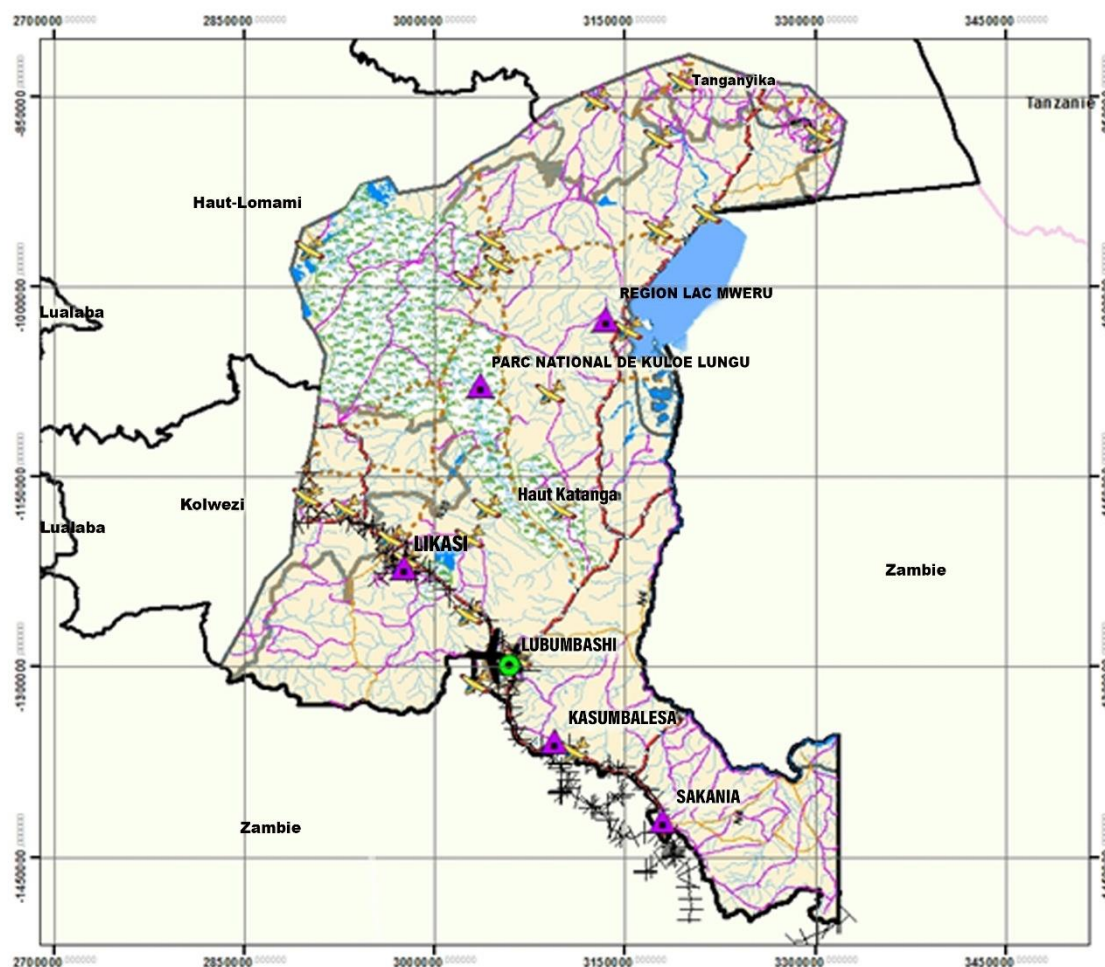 2700000 2850000 3000000 3150000 3300000 3450000
Tanganyika
-850000
Tanzanie
Haut-Lomami
-1000000
REGION LAC MWERU
Lualaba
PARC NATIONAL DE KULOE LUNGU
-1150000
Haut Katanga
Kolwezi
Lualaba
LIKASI
Zambie
LUBUMBASHI
-1300000
KASUMBALESA
SAKANIA
Zambie
-1450000
2700000 2850000 3000000 3150000 3300000 3450000